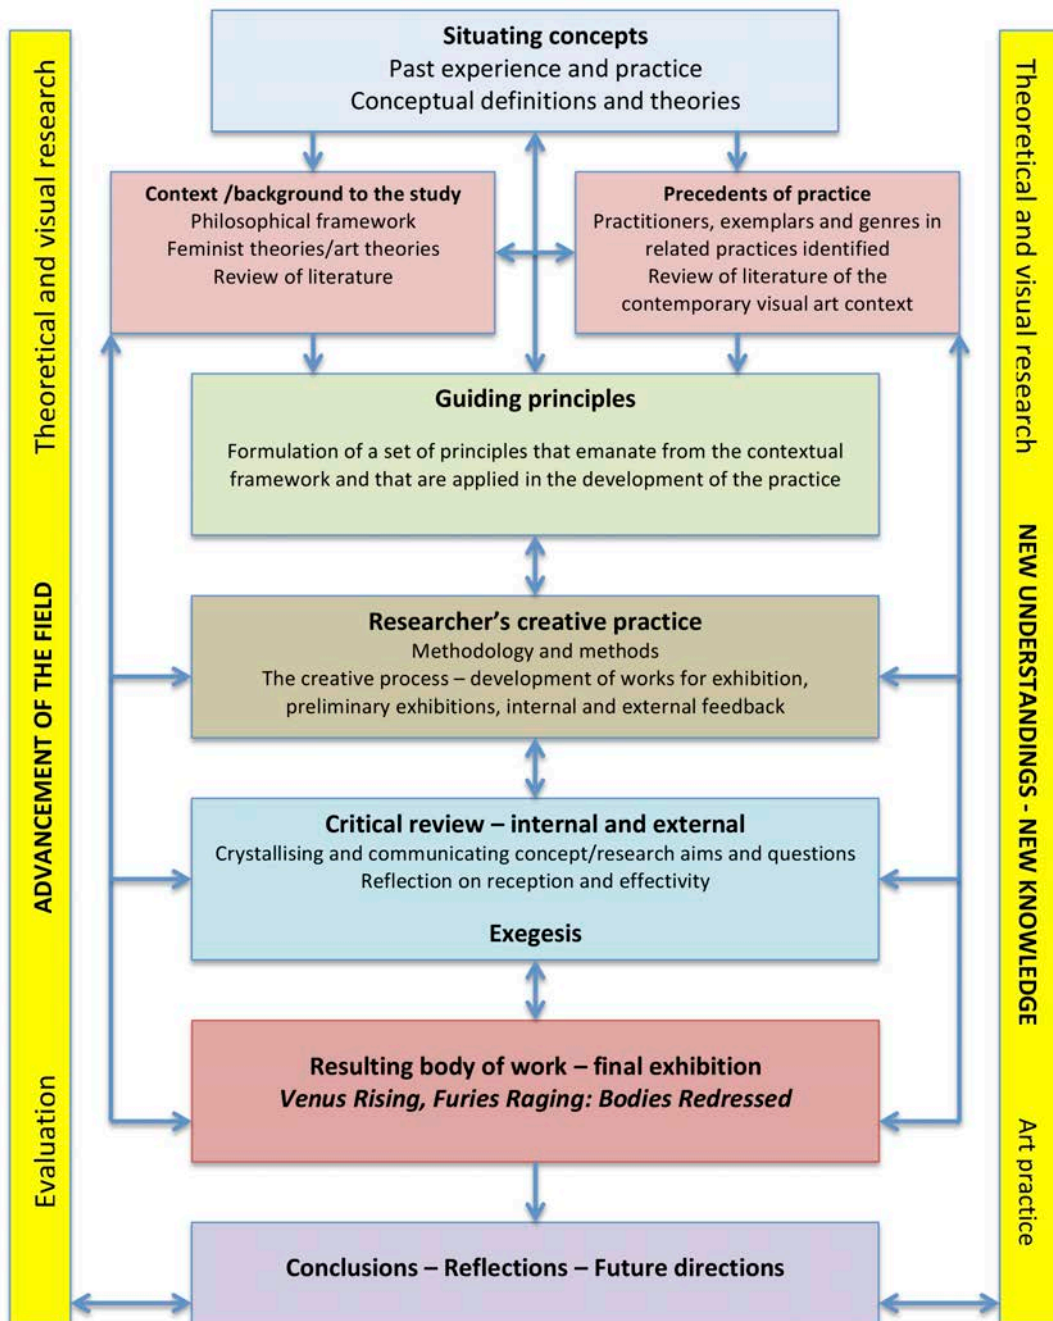 Situating concepts
Past experience and practice
Conceptual definitions and theories
Context /background to the study
Philosophical framework
Feminist theories/art theories
Review of literature
Precedents of practice
Practitioners, exemplars and genres in
related practices identified
Review of literature of the
contemporary visual art context
Guiding principles
Formulation of a set of principles that emanate from the contextual
framework and that are applied in the development of the practice
Researcher’s creative practice
Methodology and methods
The creative process – development of works for exhibition,
preliminary exhibitions, internal and external feedback
Critical review – internal and external
Crystallising and communicating concept/research aims and questions
Reflection on reception and effectivity
Exegesis
Resulting body of work – final exhibition
Venus Rising, Furies Raging: Bodies Redressed
Conclusions – Reflections – Future directions
Evaluation
ADVANCEMENT OF THE FIELD
Theoretical and visual research
Theoretical and visual research
NEW UNDERSTANDINGS - NEW KNOWLEDGE
Art practice